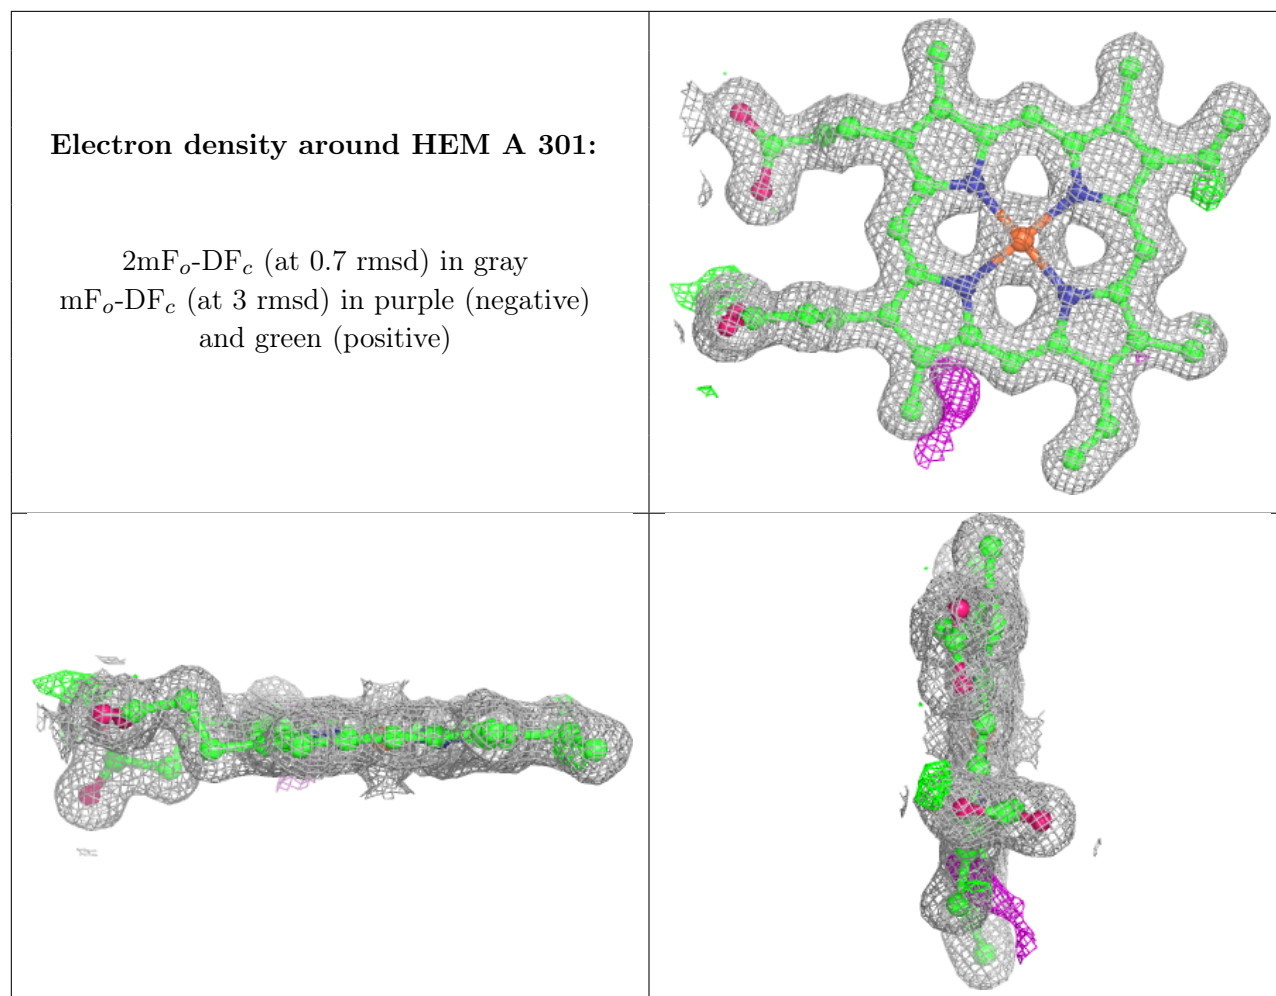 Electron density around HEM A 301:
2mFo-DFc (at 0.7 rmsd) in gray
mFo-DFc (at 3 rmsd) in purple (negative)
and green (positive)